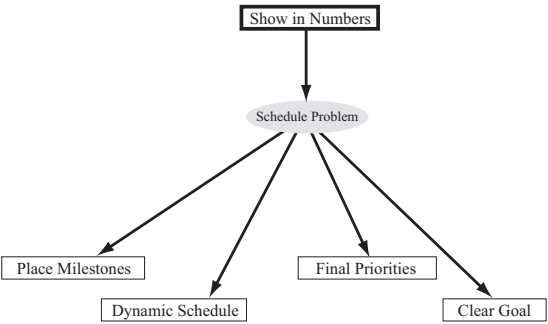 Show in Numbers
Schedule Problem
Place Milestones
Final Priorities
Dynamic Schedule
Clear Goal